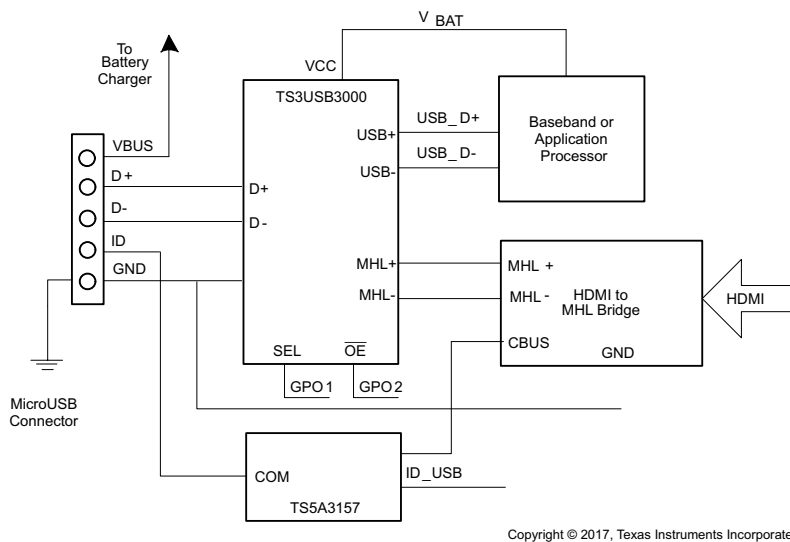 V BAT
To
Battery
Charger
VCC
TS3USB3000
USB+
USB_D+
USB-
USB_D-
Baseband or
Application
Processor
VBUS
D+
D-
ID
GND
D+
D-
MHL+
MHL-
MHL +
MHL-
HDMI to
MHL Bridge
CBUS
GND
HDMI
SEL
OE
GPO1
GPO2
MicroUSB
Connector
COM
ID_USB
TS5A3157
Copyright © 2017, Texas Instruments Incorporate